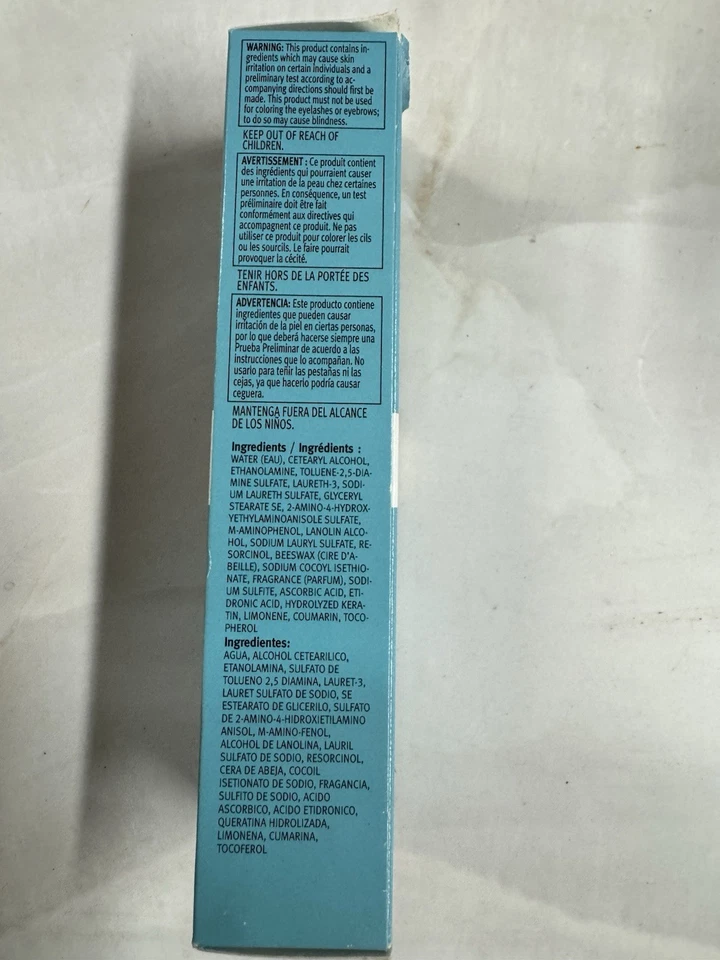 WARNING: This product contains in-
gredients which may cause skin
irritation on certain individuals and a
preliminary test according to ac-
companying directions should first be
made. This product must not be used
for coloring the eyelashes or eyebrows;
to do so may cause blindness.
KEEP OUT OF REACH OF
CHILDREN.
AVERTISSEMENT : Ce produit contient
des ingrédients qui pourraient causer
une irritation de la peau chez certaines
personnes. En conséquence, un test
préliminaire doit être fait
conformément aux directives qui
accompagnent ce produit. Ne pas
utiliser ce produit pour colorer les cils
ou les sourcils. Le faire pourrait
provoquer la cécité.
TENIR HORS DE LA PORTÉE DES
ENFANTS.
ADVERTENCIA: Este producto contiene
ingredientes que pueden causar
irritación de la piel en ciertas personas,
por lo que deberá hacerse siempre una
Prueba Preliminar de acuerdo a las
instrucciones que lo acompañan. No
usarlo para teñir las pestañas ni las
cejas, ya que hacerlo podría causar
ceguera.
MANTENGA FUERA DEL ALCANCE
DE LOS NIÑOS.
Ingredients / Ingrédients :
WATER (EAU), CETEARYL ALCOHOL,
ETHANOLAMINE, TOLUENE-2,5-DIA-
MINE SULFATE, LAURETH-3, SODI-
UM LAURETH SULFATE, GLYCERYL
STEARATE SE, 2-AMINO-4-HYDROX-
YETHYLAMINOANISOLE SULFATE,
M-AMINOPHENOL, LANOLIN ALCO-
HOL, SODIUM LAURYL SULFATE, RE-
SORCINOL, BEESWAX (CIRE D'A-
BEILLE), SODIUM COCOYL ISETHIO-
NATE, FRAGRANCE (PARFUM), SODI-
UM SULFITE, ASCORBIC ACID, ETI-
DRONIC ACID, HYDROLYZED KERA-
TIN, LIMONENE, COUMARIN, TOCO-
PHEROL
Ingredientes:
AGUA, ALCOHOL CETEARILICO,
ETANOLAMINA, SULFATO DE
TOLUENO 2,5 DIAMINA, LAURET-3,
LAURET SULFATO DE SODIO, SE
ESTEARATO DE GLICERILO, SULFATO
DE 2-AMINO-4-HIDROXIETILAMINO
ANISOL, M-AMINO-FENOL,
ALCOHOL DE LANOLINA, LAURIL
SULFATO DE SODIO, RESORCINOL,
CERA DE ABEJA, COCOIL
ISETIONATO DE SODIO, FRAGANCIA,
SULFITO DE SODIO, ACIDO
ASCORBICO, ACIDO ETIDRONICO,
QUERATINA HIDROLIZADA,
LIMONENA, CUMARINA,
TOCOFEROL